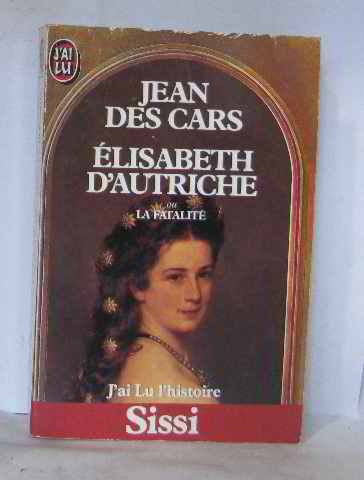 J'AI
LU
JEAN
DES CARS
ÉLISABETH
D'AUTRICHE
ou
LA FATALITÉ
J'ai Lu l'histoire
Sissi